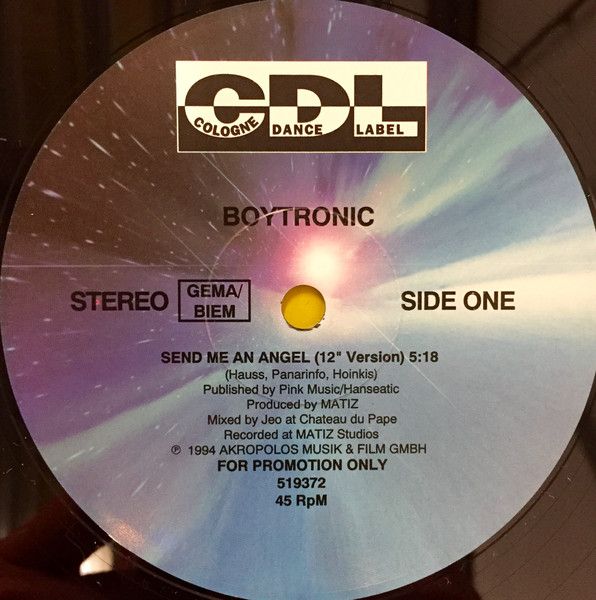 CDL
COLOGNE DANCE LABEL
BOYTRONIC
STEREO GEMA/BIEM SIDE ONE
SEND ME AN ANGEL (12" Version) 5:18
(Hauss, Panarinfo, Hoinkis)
Published by Pink Music/Hanseatic
Produced by MATIZ
Mixed by Jeo at Chateau du Pape
Recorded at MATIZ Studios
℗ 1994 AKROPOLOS MUSIK & FILM GMBH
FOR PROMOTION ONLY
519372
45 RpM